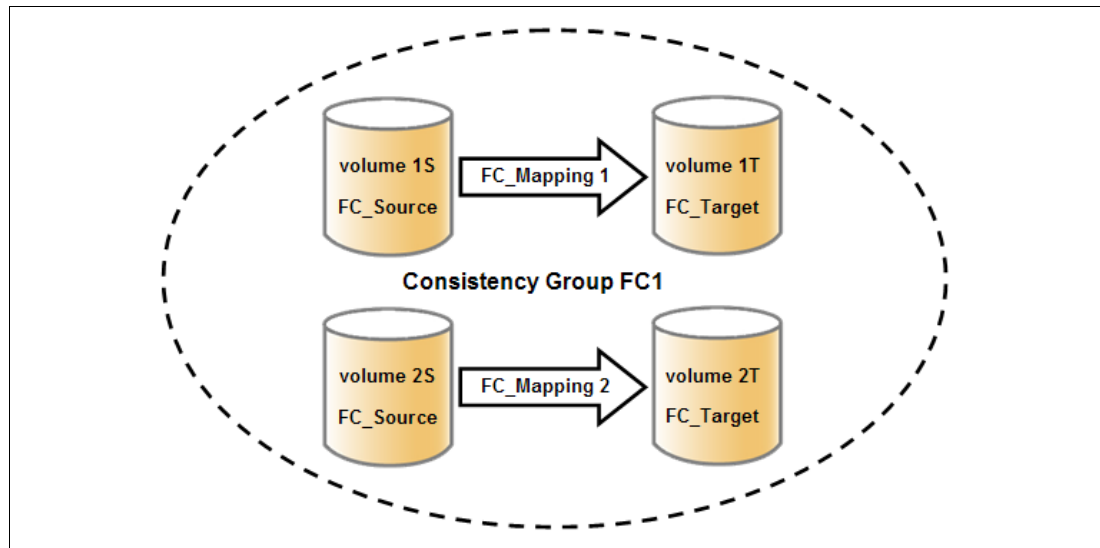 volume 1S
FC_Source
FC_Mapping 1
volume 1T
FC_Target
Consistency Group FC1
volume 2S
FC_Source
FC_Mapping 2
volume 2T
FC_Target